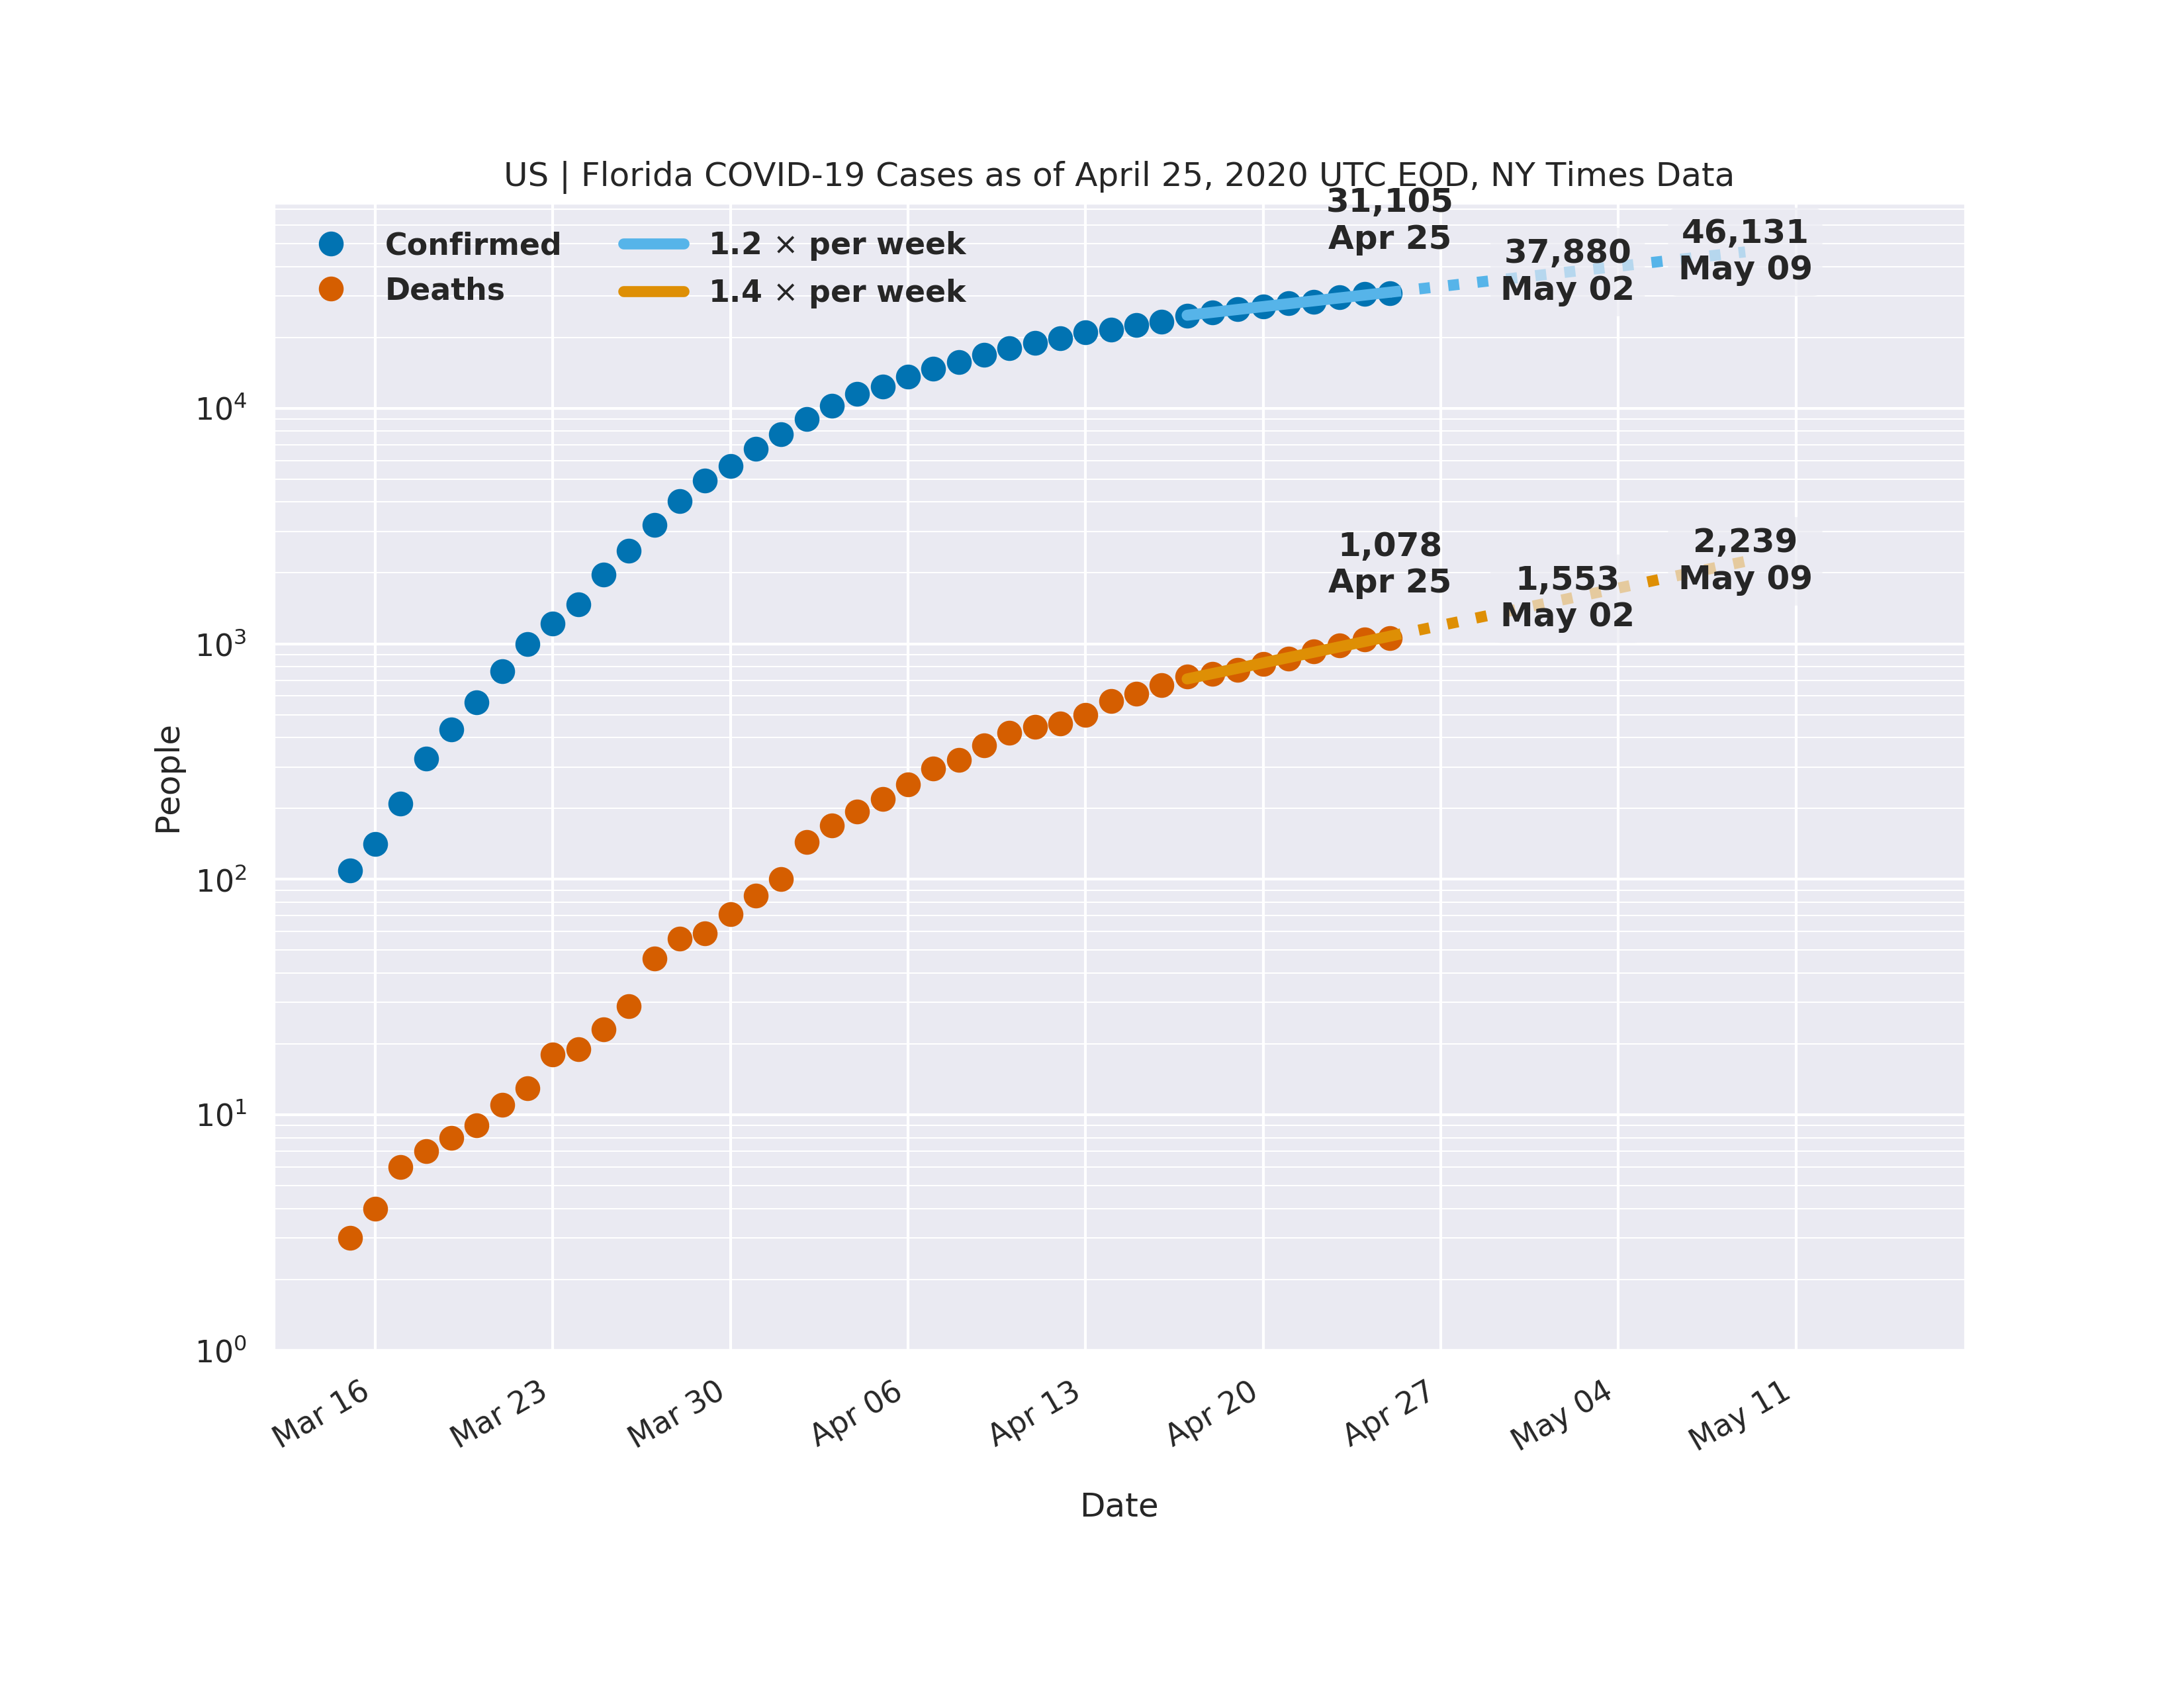 US | Florida COVID-19 Cases as of April 25, 2020 UTC EOD, NY Times Data
Confirmed
Deaths
1.2 × per week
1.4 × per week
31,105
Apr 25
37,880
May 02
46,131
May 09
1,078
Apr 25
1,553
May 02
2,239
May 09
People
10⁴
10³
10²
10¹
10⁰
Mar 16
Mar 23
Mar 30
Apr 06
Apr 13
Apr 20
Apr 27
May 04
May 11
Date